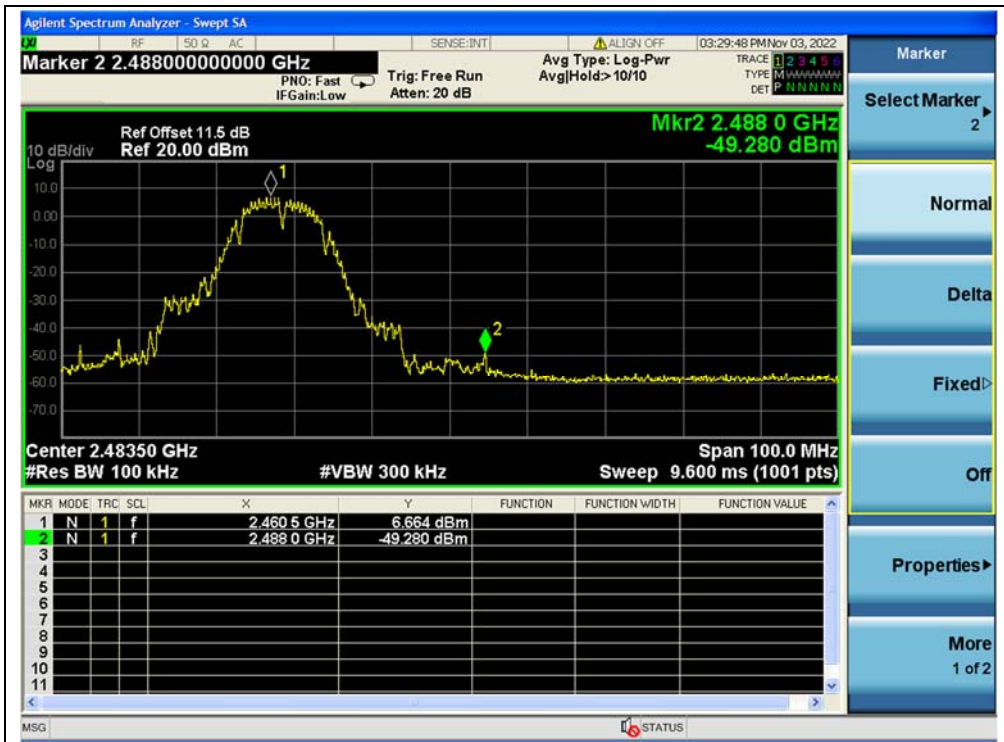 Agilent Spectrum Analyzer - Swept SA
LXI RF 50 Ω AC SENSE:INT ALIGN OFF 03:29:48 PM Nov 03, 2022
Marker 2 2.488000000000 GHz
PNO: Fast
IFGain:Low
Trig: Free Run
Atten: 20 dB
Avg Type: Log-Pwr
Avg|Hold:> 10/10
TRACE 1 2 3 4 5 6
TYPE M W W W W W
DET P N N N N N
Mkr2 2.488 0 GHz
-49.280 dBm
Ref Offset 11.5 dB
10 dB/div Ref 20.00 dBm
Log
10.0
0.00
-10.0
-20.0
-30.0
-40.0
-50.0
-60.0
-70.0
1
2
Center 2.48350 GHz Span 100.0 MHz
#Res BW 100 kHz #VBW 300 kHz Sweep 9.600 ms (1001 pts)
MKR MODE TRC SCL X Y FUNCTION FUNCTION WIDTH FUNCTION VALUE
1 N 1 f 2.460 5 GHz 6.664 dBm
2 N 1 f 2.488 0 GHz -49.280 dBm
3
4
5
6
7
8
9
10
11
MSG STATUS
Marker
Select Marker
2
Normal
Delta
Fixed
Off
Properties
More
1 of 2